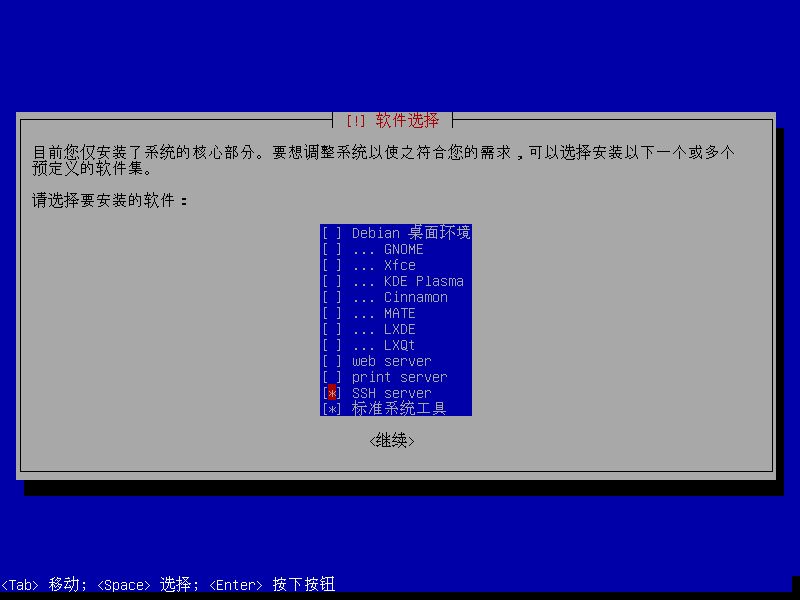 [!] 软件选择
目前您仅安装了系统的核心部分。要想调整系统以使之符合您的需求，可以选择安装以下一个或多个
预定义的软件集。
请选择要安装的软件：
[ ] Debian 桌面环境
[ ] ... GNOME
[ ] ... Xfce
[ ] ... KDE Plasma
[ ] ... Cinnamon
[ ] ... MATE
[ ] ... LXDE
[ ] ... LXQt
[ ] web server
[ ] print server
[*] SSH server
[*] 标准系统工具
<继续>
<Tab> 移动; <Space> 选择; <Enter> 按下按钮